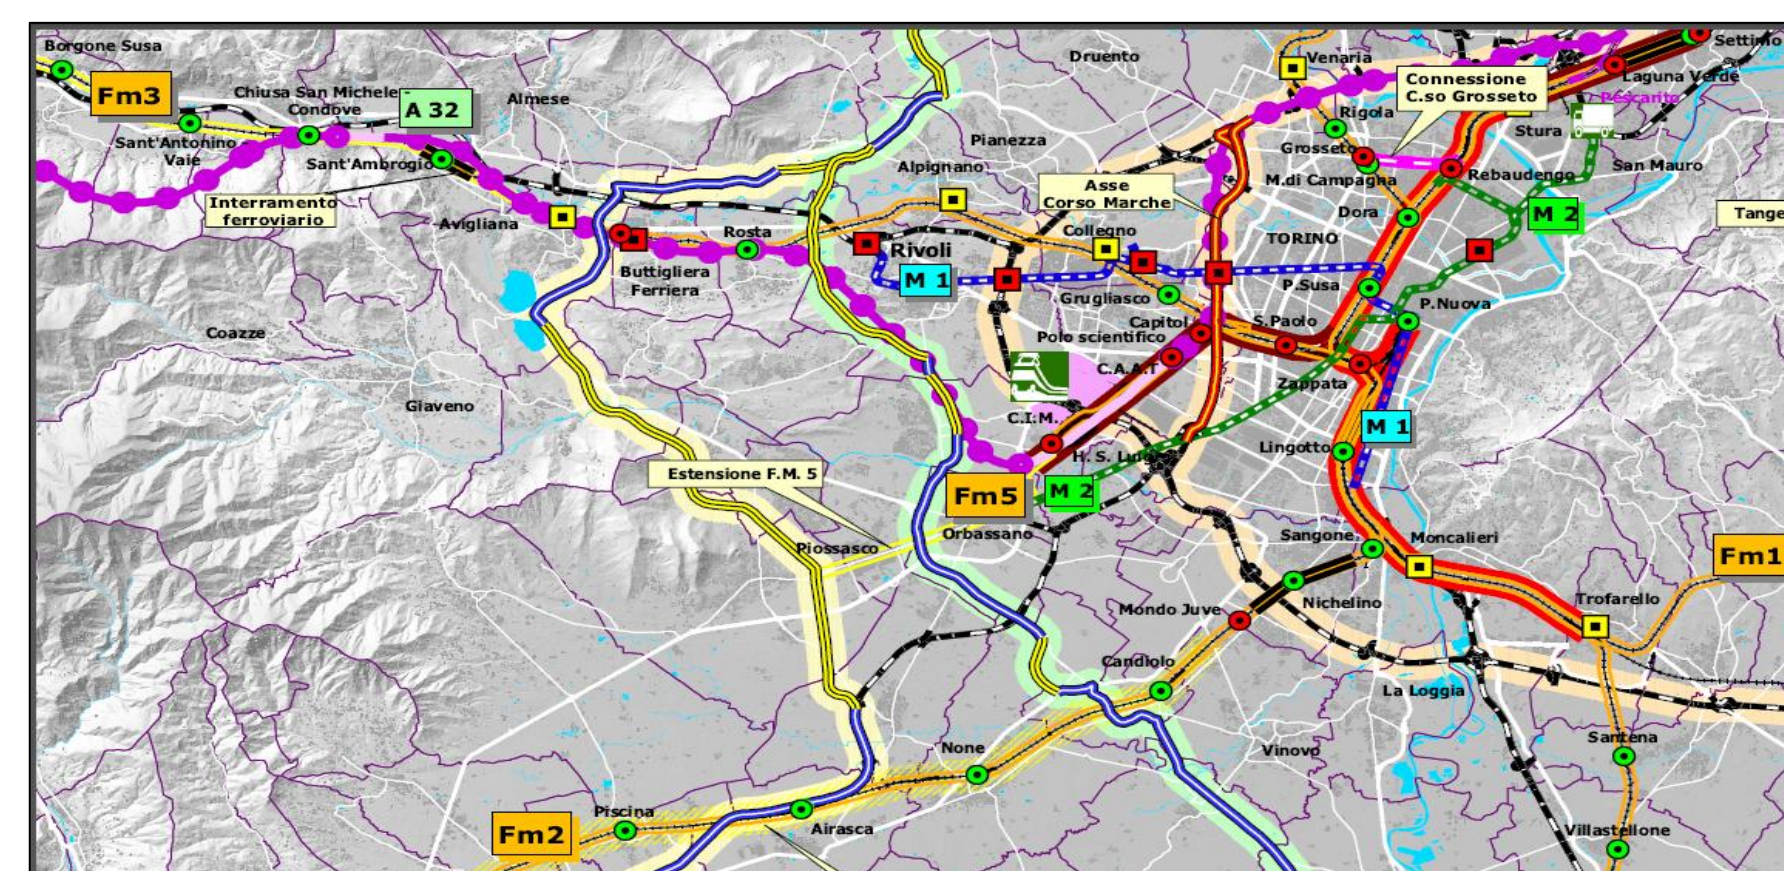 Borgone Susa
Fm3
Chiusa San Michele -
Condove
A 32
Almese
Druento
Venaria
Settimo
Connessione
C.so Grosseto
Laguna Verde
Pescarito
Rigola
Stura
Sant'Antonino -
Vaie
Sant'Ambrogio
Pianezza
Alpignano
Grosseto
M.di Campagna
Rebaudengo
San Mauro
Interramento
ferroviario
Avigliana
Asse
Corso Marche
Dora
M 2
Tange
Rosta
Rivoli
Collegno
TORINO
Buttigliera
Ferriera
M 1
Grugliasco
P.Susa
P.Nuova
Coazze
Capitol
Polo scientifico
S.Paolo
C.A.A.T
Zappata
Giaveno
C.I.M.
M 1
H. S. Lui
Lingotto
Estensione F.M. 5
Fm5
M 2
Orbassano
Piossasco
Sangone
Moncalieri
Fm1
Mondo Juve
Nichelino
Trofarello
Candiolo
La Loggia
None
Vinovo
Santena
Piscina
Fm2
Airasca
Villastellone